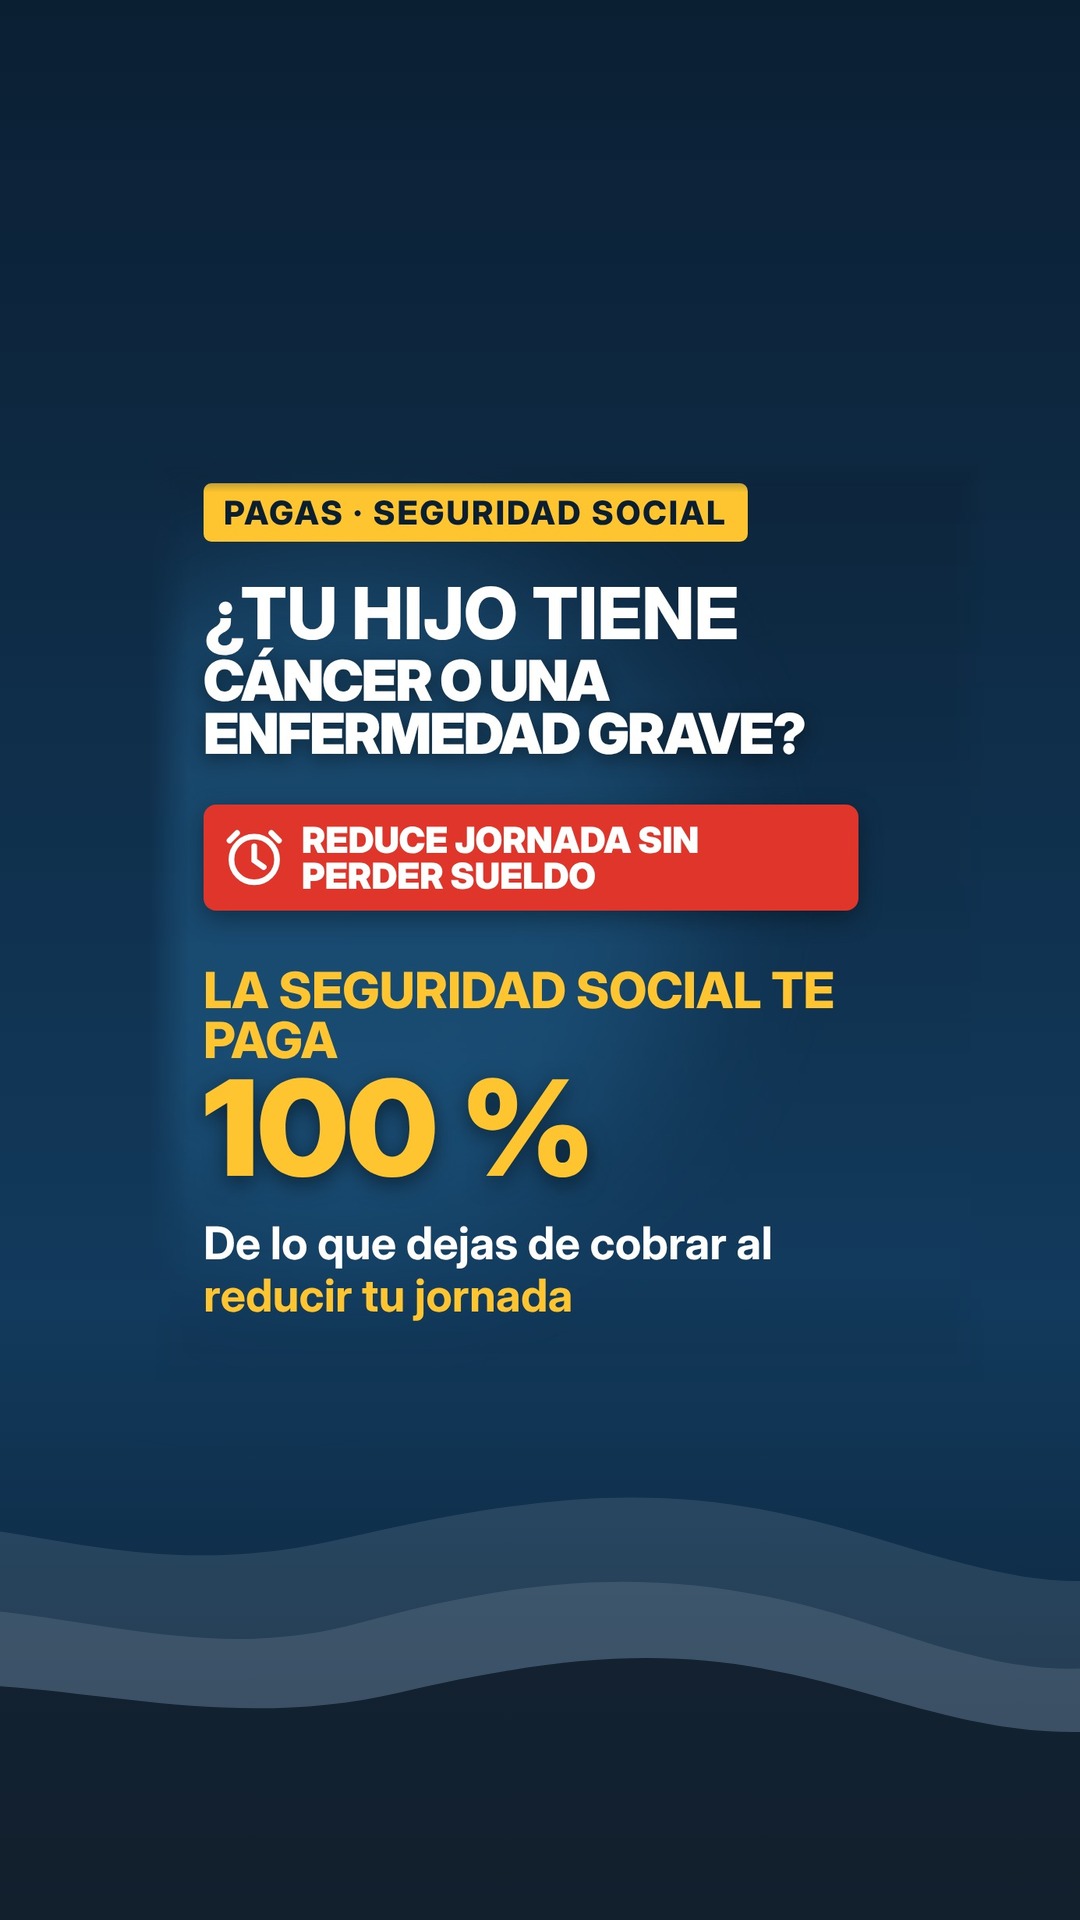 PAGAS · SEGURIDAD SOCIAL
¿TU HIJO TIENE
CÁNCER O UNA
ENFERMEDAD GRAVE?
REDUCE JORNADA SIN
PERDER SUELDO
LA SEGURIDAD SOCIAL TE
PAGA
100 %
De lo que dejas de cobrar al
reducir tu jornada